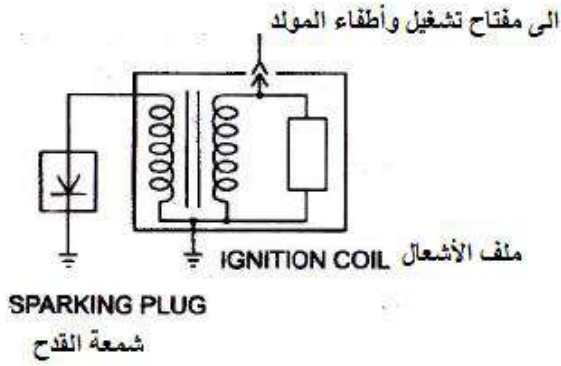 الى مفتاح تشغيل وأطفاء المولد
IGNITION COIL ملف الأشعال
SPARKING PLUG
شمعة القدح